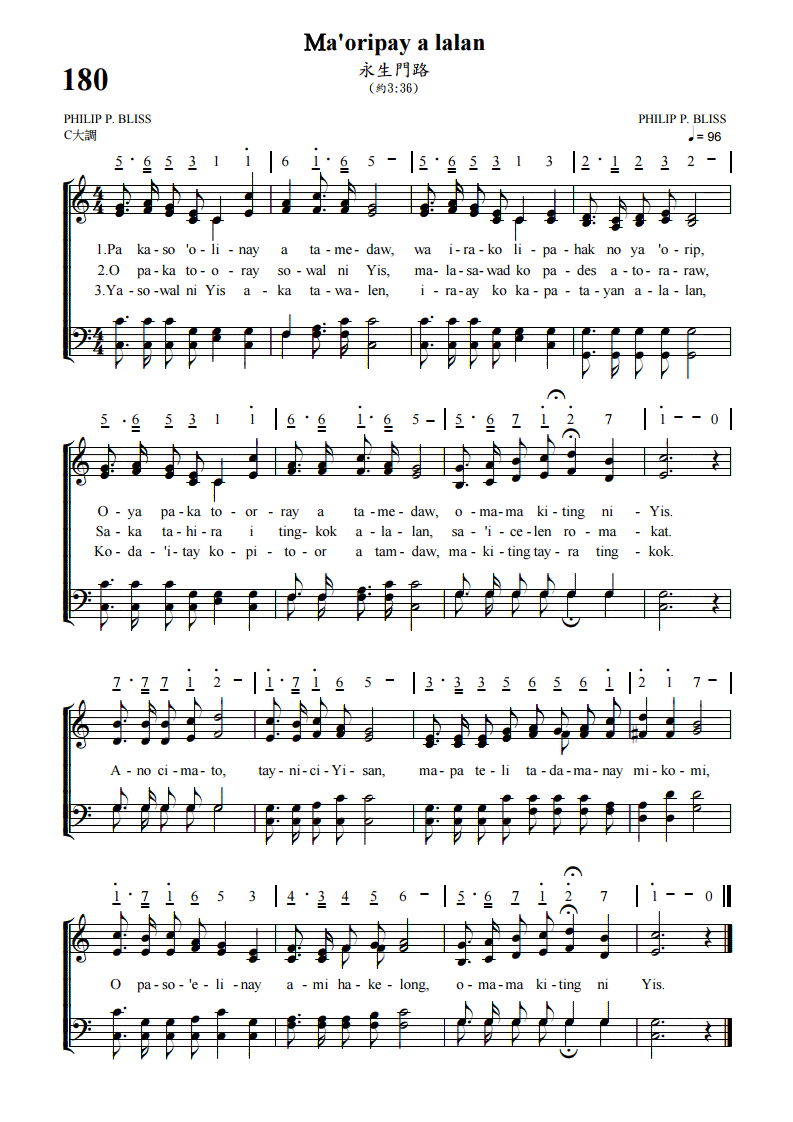 Ma'oripay a lalan
永生門路
180
(約3:36)
PHILIP P. BLISS
PHILIP P. BLISS
C大調
♩= 96
5 · 6 5 3 1 1 | 6 1 · 6 5 – | 5 · 6 5 3 1 3 | 2 · 1 2 3 2 – |
1.Pa ka- so 'o- li- nay a ta- me- daw, wa i- ra- ko li- pa- hak no ya 'o- rip,
2.O pa- ka to- o- ray so- wal ni Yis, ma- la- sa- wad ko pa- des a- to- ra- raw,
3.Ya- so- wal ni Yis a- ka ta- wa- len, i- ra- ay ko ka- pa- ta- yan a- la- lan,
5 · 6 5 3 1 1 | 6 · 6 1 · 6 5 – | 5 · 6 7 1 2 7 | 1 – – 0
O- ya pa- ka to- or- ray a ta- me- daw, o- ma- ma ki- ting ni- Yis.
Sa- ka ta- hi- ra i ting- kok a- la- lan, sa- 'i- ce- len ro- ma- kat.
Ko- da- 'i- tay ko- pi- to- or a tam- daw, ma- ki- ting tay- ra ting- kok.
7 · 7 7 1 2 – | 1 · 7 1 6 5 – | 3 · 3 3 5 6 5 6 1 | 2 1 7 – |
A- no ci- ma- to, tay- ni- ci- Yi- san, ma- pa te- li ta- da- ma- nay mi- ko- mi,
1 · 7 1 6 5 3 | 4 · 3 4 5 6 – | 5 · 6 7 1 2 7 | 1 – – 0
O pa- so- 'e- li- nay a- mi ha- ke- long, o- ma- ma ki- ting ni Yis.